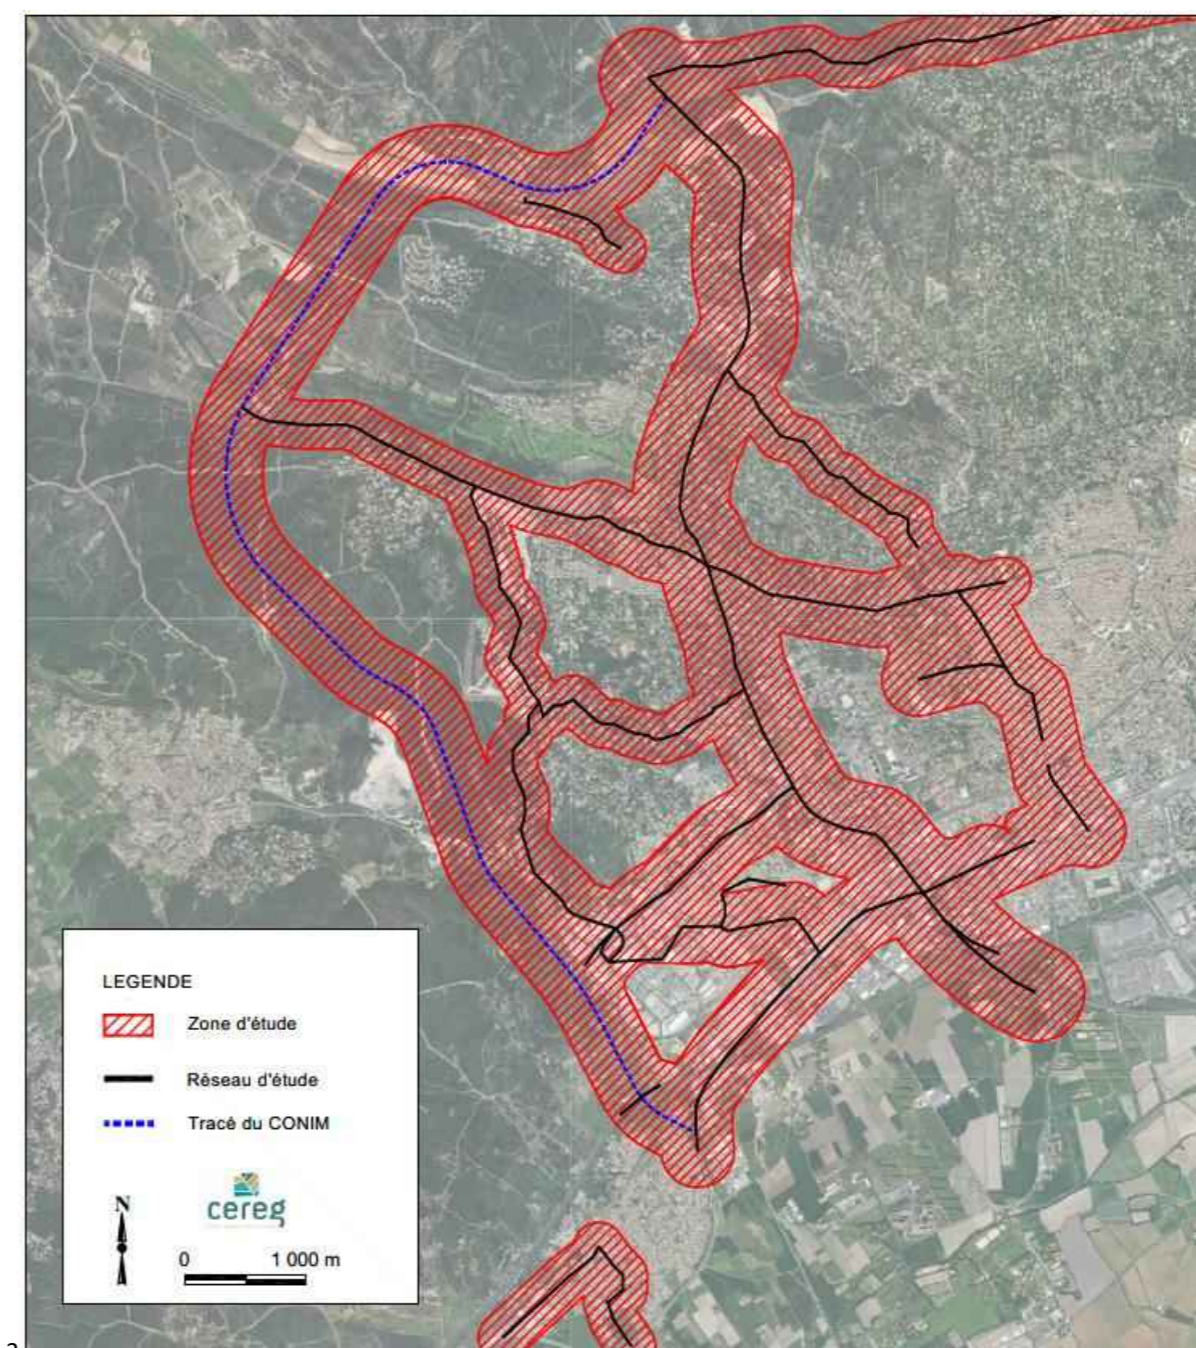 LEGENDE
Zone d'étude
Réseau d'étude
Tracé du CONIM
N
cereg
0 1 000 m